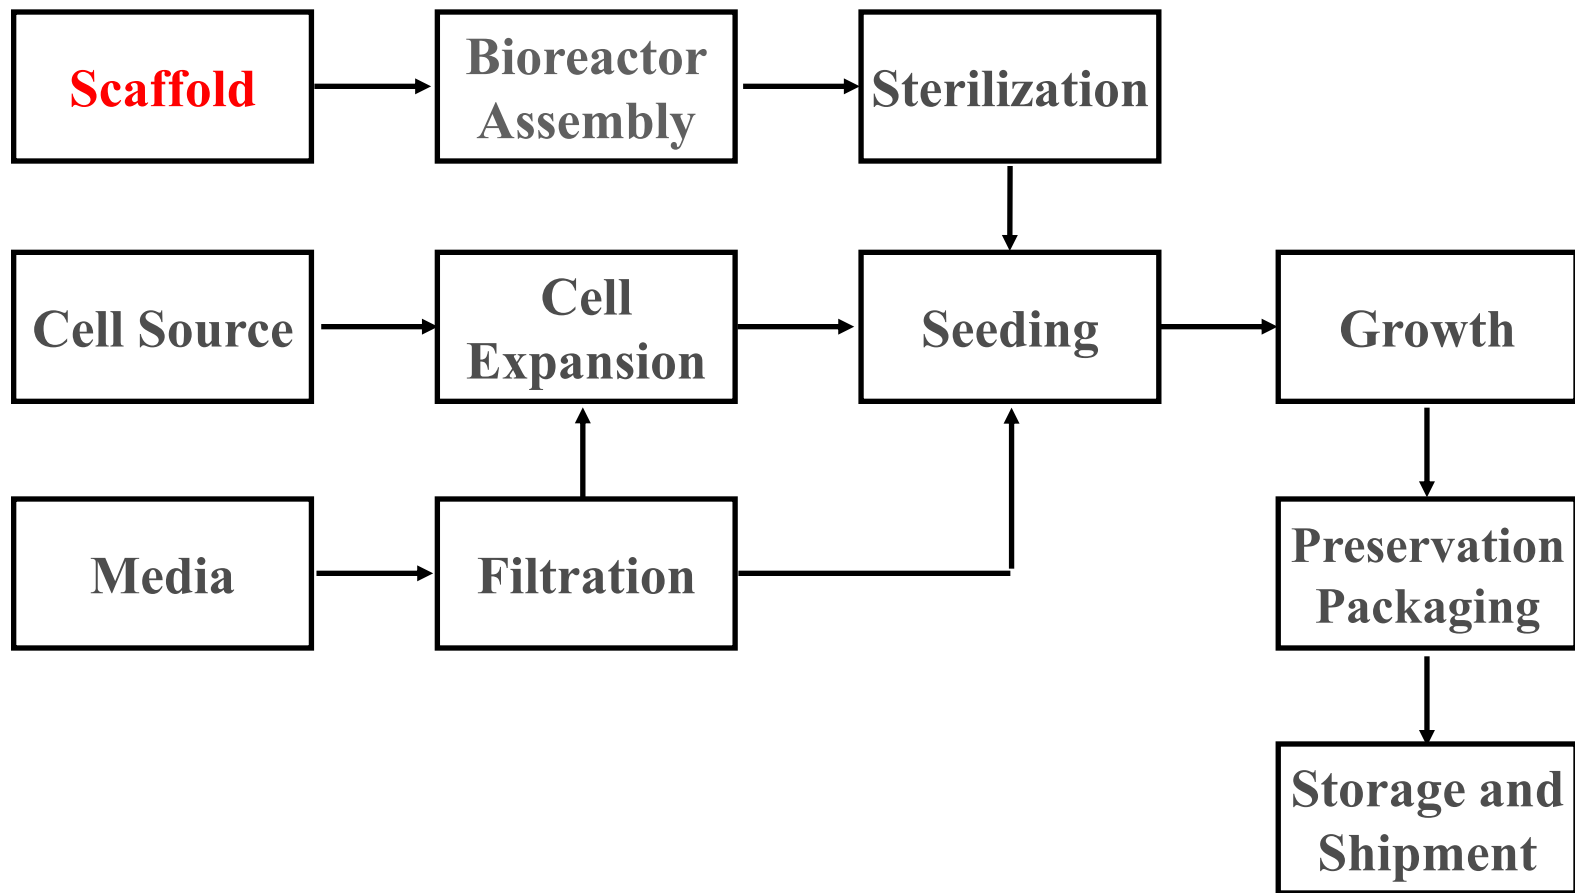 Scaffold
Bioreactor
Assembly
Sterilization
Cell Source
Cell
Expansion
Seeding
Growth
Media
Filtration
Preservation
Packaging
Storage and
Shipment